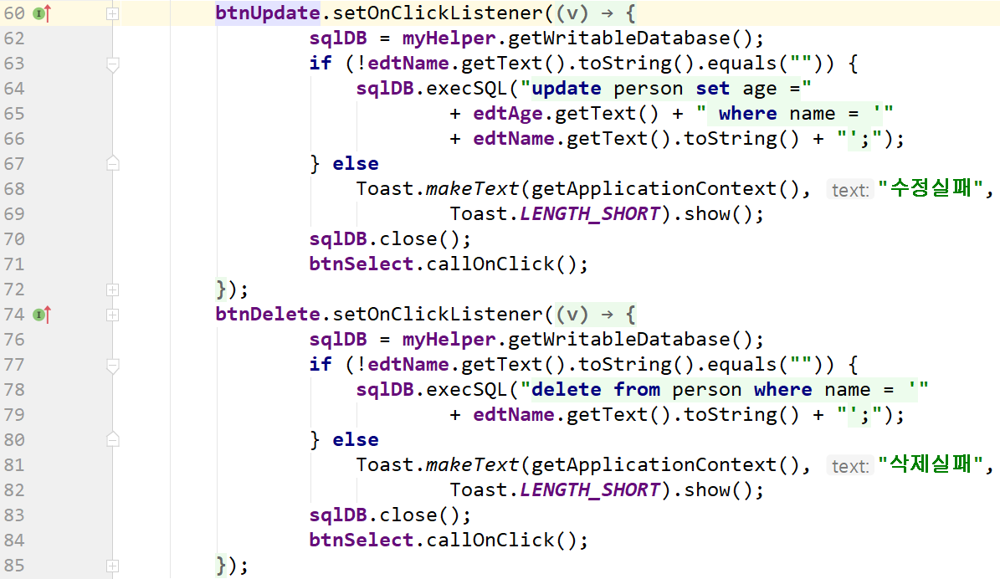 60 btnUpdate.setOnClickListener((v) → {
62 sqlDB = myHelper.getWritableDatabase();
63 if (!edtName.getText().toString().equals("")) {
64 sqlDB.execSQL("update person set age ="
65 + edtAge.getText() + " where name = '"
66 + edtName.getText().toString() + "';");
67 } else
68 Toast.makeText(getApplicationContext(), text: "수정실패",
69 Toast.LENGTH_SHORT).show();
70 sqlDB.close();
71 btnSelect.callOnClick();
72 });
74 btnDelete.setOnClickListener((v) → {
76 sqlDB = myHelper.getWritableDatabase();
77 if (!edtName.getText().toString().equals("")) {
78 sqlDB.execSQL("delete from person where name = '"
79 + edtName.getText().toString() + "';");
80 } else
81 Toast.makeText(getApplicationContext(), text: "삭제실패",
82 Toast.LENGTH_SHORT).show();
83 sqlDB.close();
84 btnSelect.callOnClick();
85 });